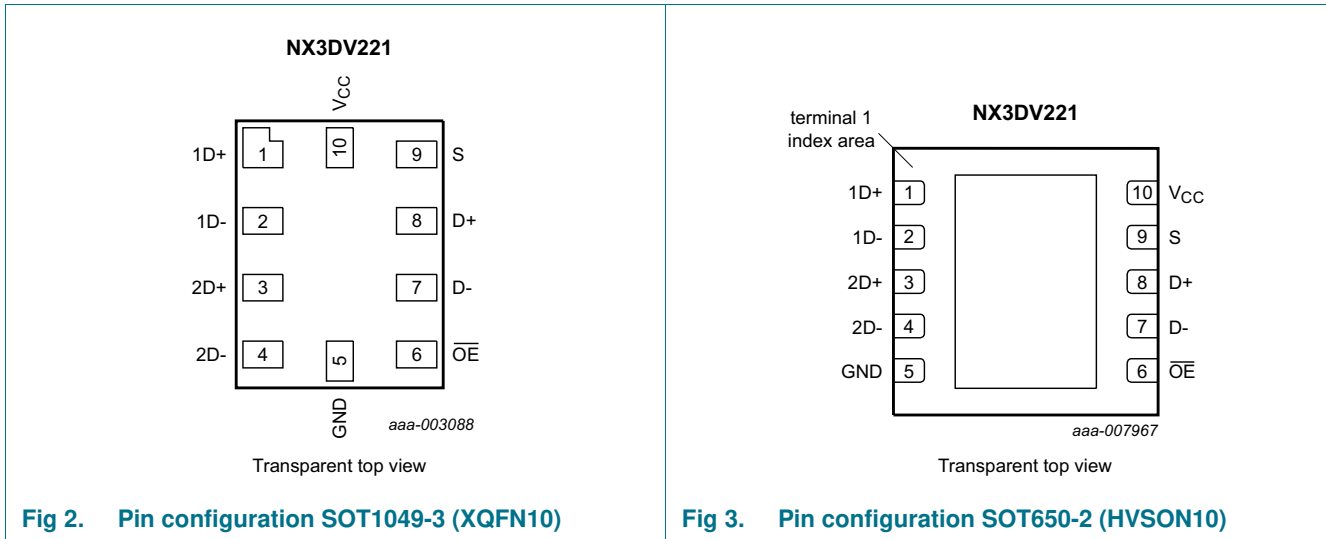 NX3DV221
VCC
1D+ 1 10 9 S
1D- 2 8 D+
2D+ 3 7 D-
2D- 4 5 6 OE
GND
aaa-003088
Transparent top view
Fig 2. Pin configuration SOT1049-3 (XQFN10)
NX3DV221
terminal 1
index area
1D+ 1 10 VCC
1D- 2 9 S
2D+ 3 8 D+
2D- 4 7 D-
GND 5 6 OE
aaa-007967
Transparent top view
Fig 3. Pin configuration SOT650-2 (HVSON10)